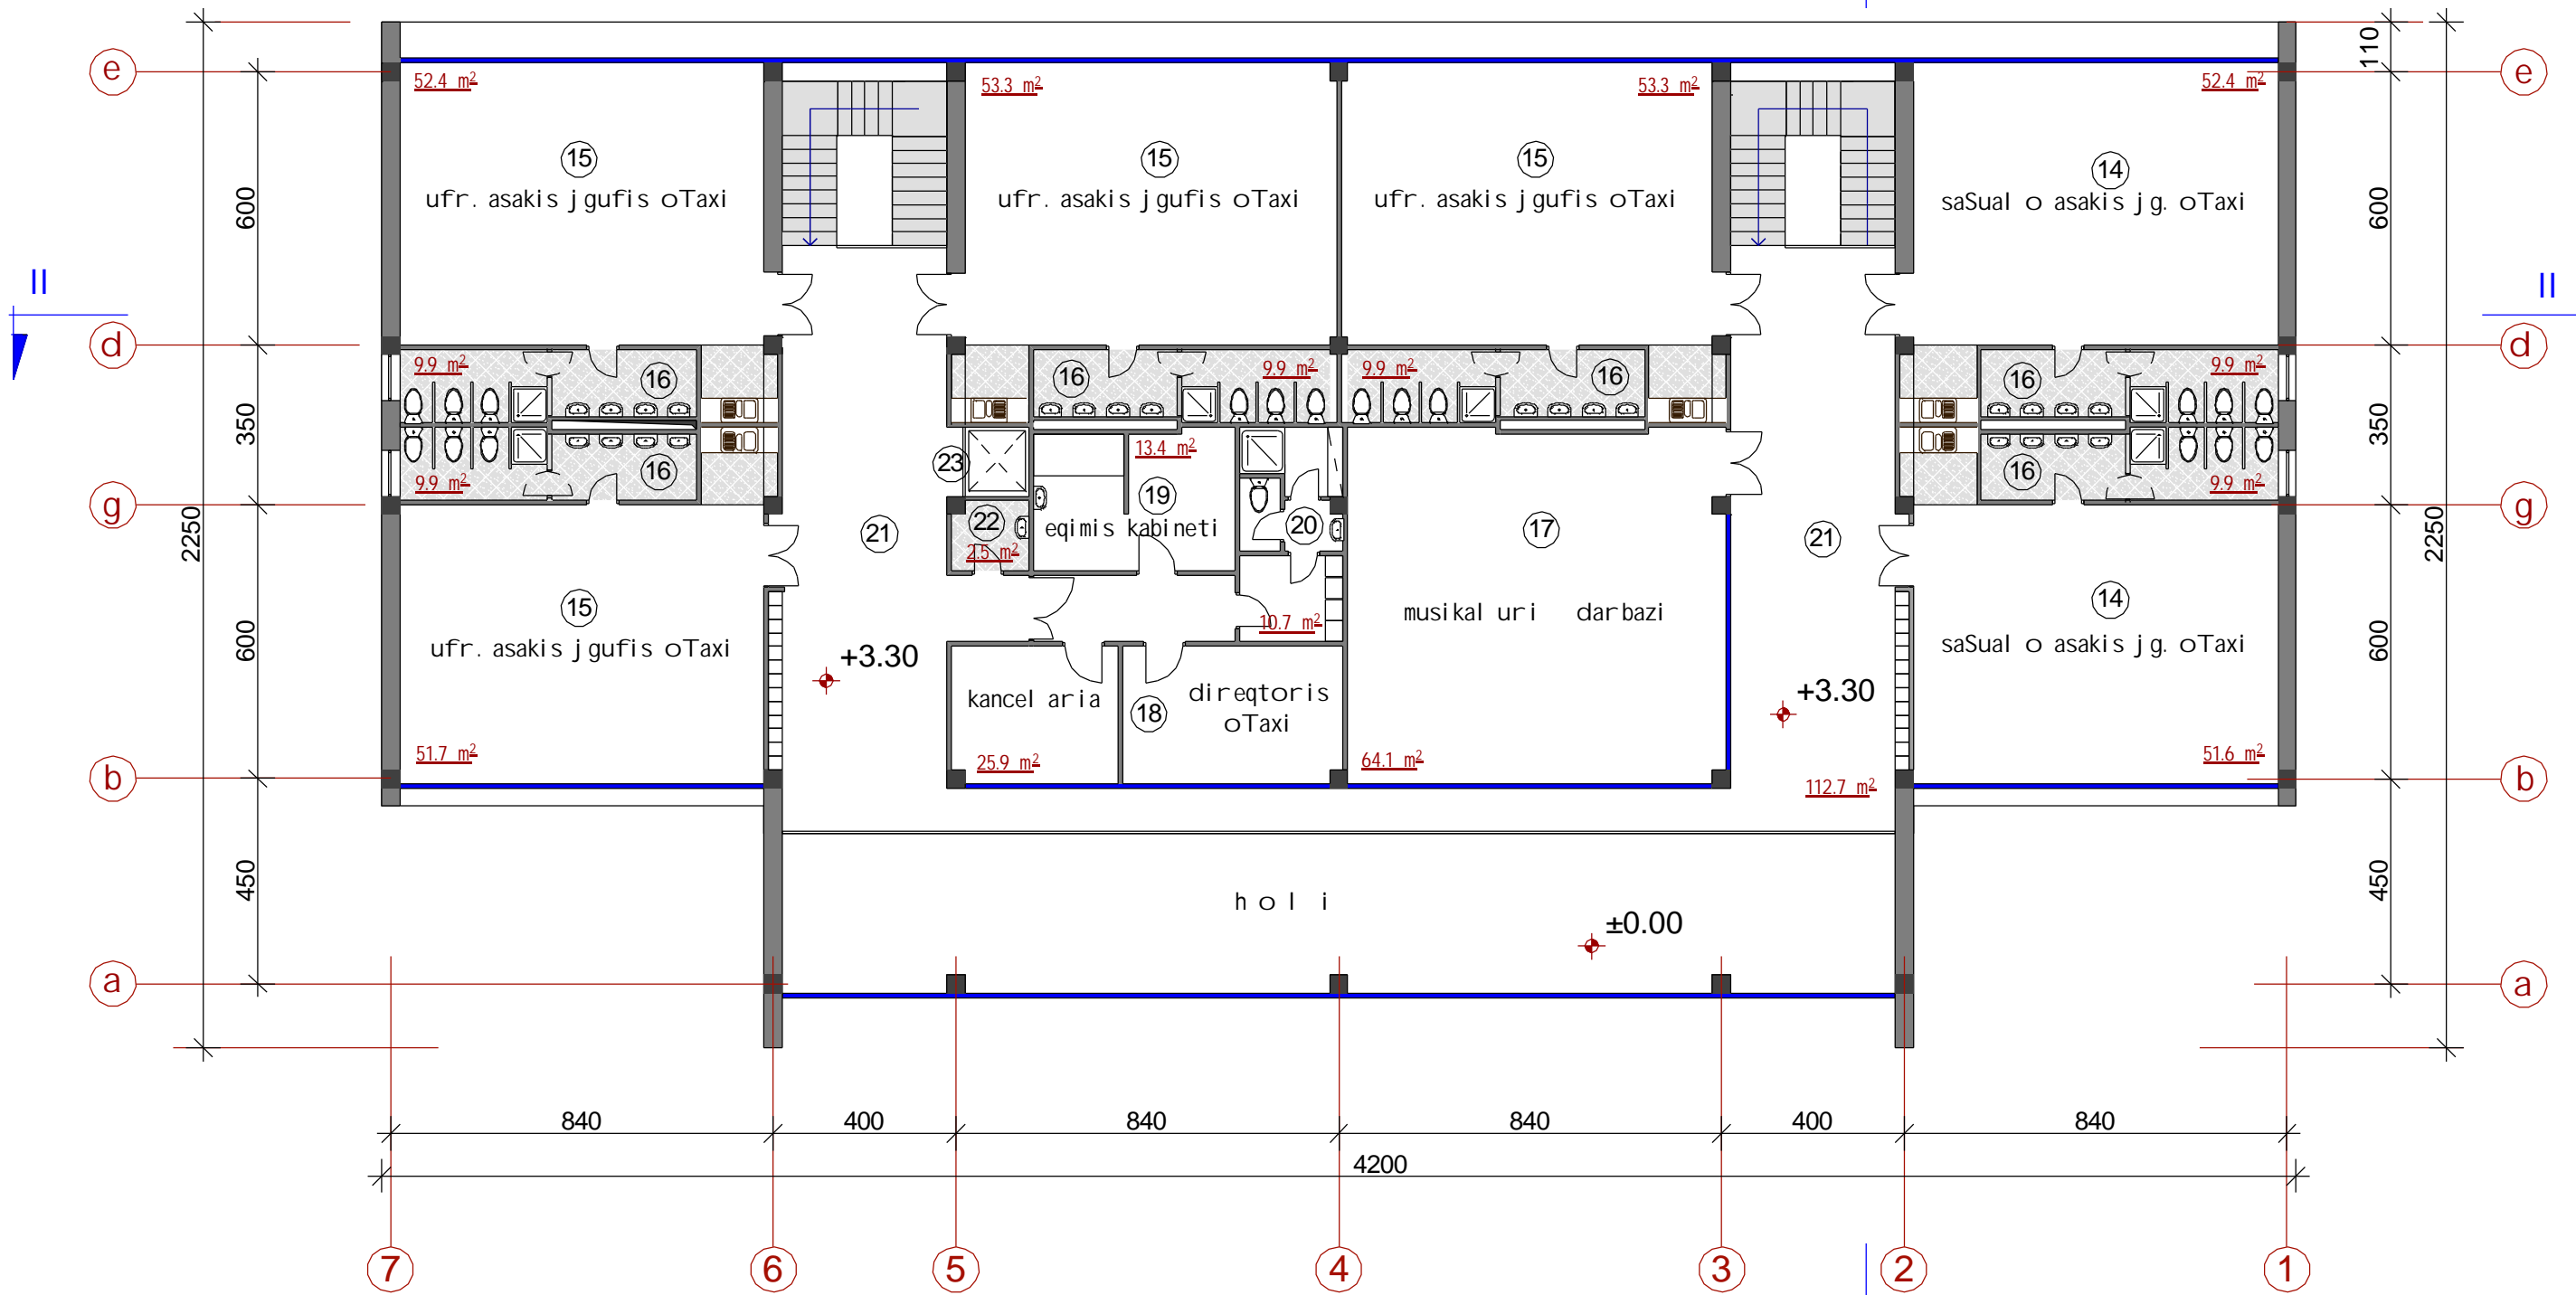 110
e
e
52.4 m²
53.3 m²
53.3 m²
52.4 m²
15
15
15
14
ufr. asakis jgufis oTaxi
ufr. asakis jgufis oTaxi
ufr. asakis jgufis oTaxi
saSualo asakis jg. oTaxi
600
600
II
II
d
d
9.9 m²
16
16
9.9 m²
9.9 m²
16
16
9.9 m²
350
350
13.4 m²
23
16
16
9.9 m²
9.9 m²
19
g
g
2250
2250
21
22
eqimis kabineti
20
17
21
2.5 m²
15
14
10.7 m²
musikaluri darbazi
ufr. asakis jgufis oTaxi
saSualo asakis jg. oTaxi
600
600
+3.30
+3.30
kancelaria
18
direqtoris
oTaxi
51.7 m²
25.9 m²
64.1 m²
51.6 m²
b
b
112.7 m²
450
450
holi
±0.00
a
a
840
400
840
840
400
840
4200
7
6
5
4
3
2
1